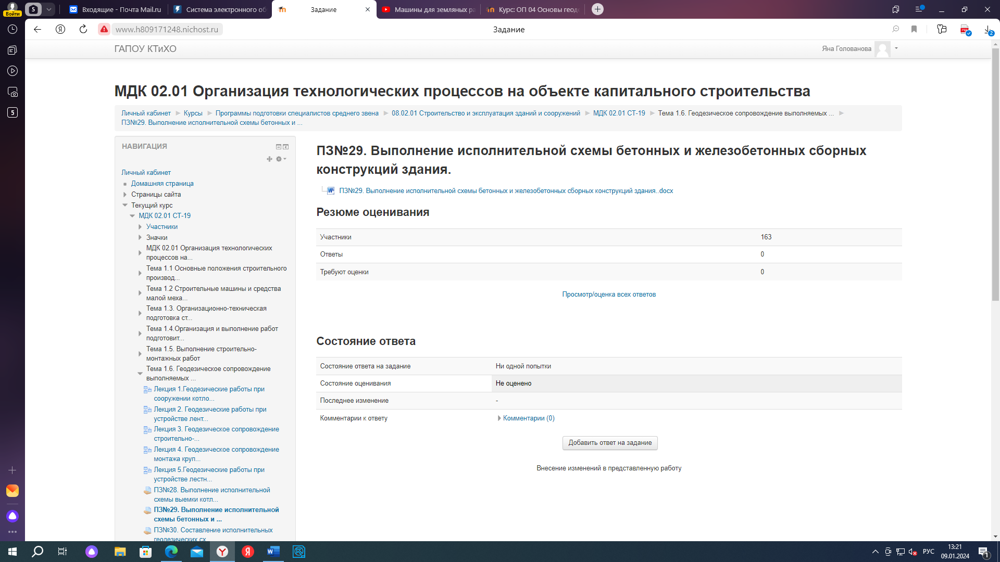 Войти
5
Входящие - Почта Mail.ru
Система электронного об
Задание
Машины для земляных ра
Курс: ОП 04 Основы геоде
www.h809171248.nichost.ru
Задание
2
ГАПОУ КТиХО
Яна Голованова
5
МДК 02.01 Организация технологических процессов на объекте капитального строительства
Личный кабинет Курсы Программы подготовки специалистов среднего звена 08.02.01 Строительство и эксплуатация зданий и сооружений МДК 02.01 СТ-19 Тема 1.6. Геодезическое сопровождение выполняемых ...
ПЗ№29. Выполнение исполнительной схемы бетонных и ...
НАВИГАЦИЯ
Личный кабинет
Домашняя страница
Страницы сайта
Текущий курс
МДК 02.01 СТ-19
Участники
Значки
МДК 02.01 Организация технологических
процессов на...
Тема 1.1 Основные положения строительного
производ...
Тема 1.2 Строительные машины и средства
малой меха...
Тема 1.3. Организационно-техническая
подготовка ст...
Тема 1.4.Организация и выполнение работ
подготовит...
Тема 1.5. Выполнение строительно-
монтажных работ
Тема 1.6. Геодезическое сопровождение
выполняемых ...
Лекция 1.Геодезические работы при
сооружении котло...
Лекция 2. Геодезические работы при
устройстве лент...
Лекция 3. Геодезическое сопровождение
строительно-...
Лекция 4. Геодезическое сопровождение
монтажа круп...
Лекция 5.Геодезические работы при
устройстве лестн...
ПЗ№28. Выполнение исполнительной
схемы выемки котл...
ПЗ№29. Выполнение исполнительной
схемы бетонных и ...
ПЗ№30. Составление исполнительных
геодезических сх...
ПЗ№29. Выполнение исполнительной схемы бетонных и железобетонных сборных
конструкций здания.
ПЗ№29. Выполнение исполнительной схемы бетонных и железобетонных сборных конструкций здания..docx
Резюме оценивания
Участники 163
Ответы 0
Требуют оценки 0
Просмотр/оценка всех ответов
Состояние ответа
Состояние ответа на задание Ни одной попытки
Состояние оценивания Не оценено
Последнее изменение -
Комментарии к ответу Комментарии (0)
Добавить ответ на задание
Внесение изменений в представленную работу
РУС
13:21
09.01.2024
1